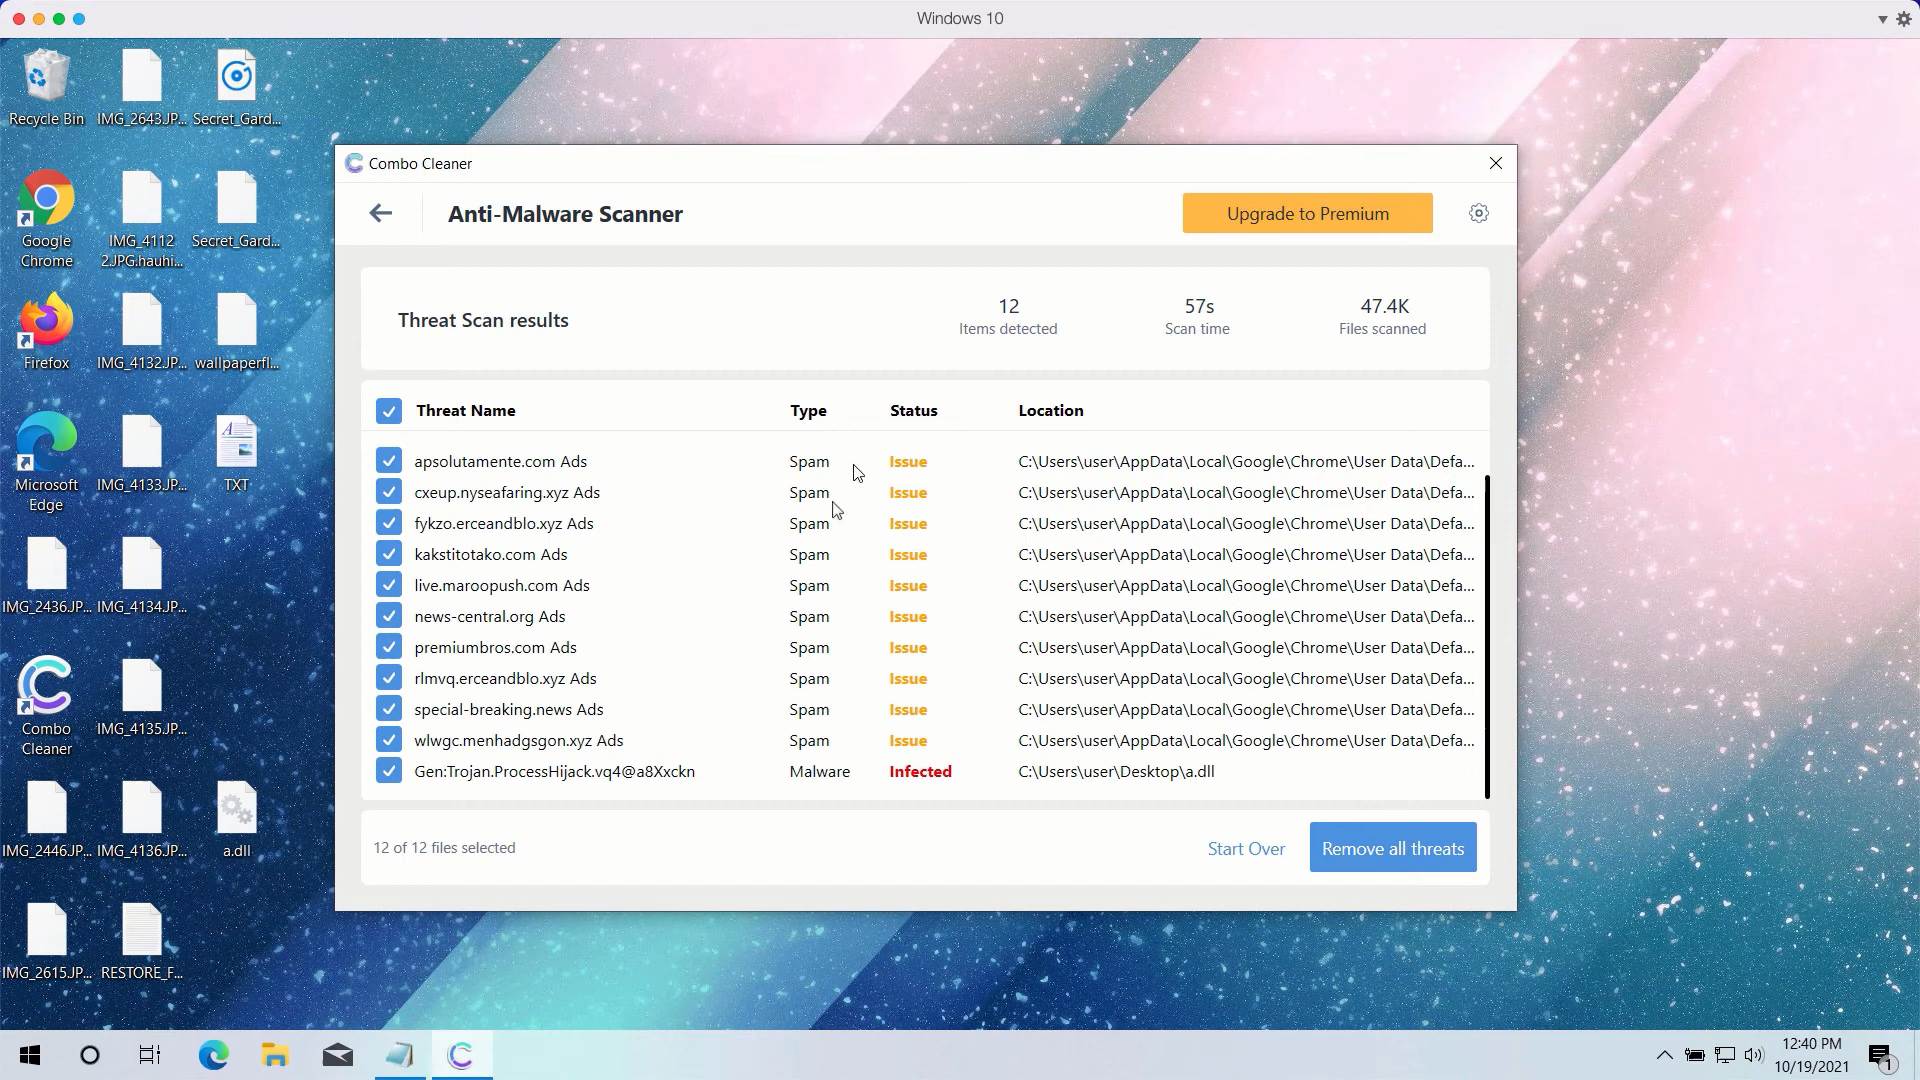 Windows 10
Recycle Bin
IMG_2643.JP...
Secret_Gard...
Google
Chrome
IMG_4112
2.JPG.hauhi...
Secret_Gard...
Firefox
IMG_4132.JP...
wallpaperfl...
Microsoft
Edge
IMG_4133.JP...
TXT
IMG_2436.JP...
IMG_4134.JP...
Combo
Cleaner
IMG_4135.JP...
IMG_2446.JP...
IMG_4136.JP...
a.dll
IMG_2615.JP...
RESTORE_F...
Combo Cleaner
Anti-Malware Scanner
Upgrade to Premium
Threat Scan results
12
Items detected
57s
Scan time
47.4K
Files scanned
Threat Name Type Status Location
apsolutamente.com Ads Spam Issue C:\Users\user\AppData\Local\Google\Chrome\User Data\Defa...
cxeup.nyseafaring.xyz Ads Spam Issue C:\Users\user\AppData\Local\Google\Chrome\User Data\Defa...
fykzo.erceandblo.xyz Ads Spam Issue C:\Users\user\AppData\Local\Google\Chrome\User Data\Defa...
kakstitotako.com Ads Spam Issue C:\Users\user\AppData\Local\Google\Chrome\User Data\Defa...
live.maroopush.com Ads Spam Issue C:\Users\user\AppData\Local\Google\Chrome\User Data\Defa...
news-central.org Ads Spam Issue C:\Users\user\AppData\Local\Google\Chrome\User Data\Defa...
premiumbros.com Ads Spam Issue C:\Users\user\AppData\Local\Google\Chrome\User Data\Defa...
rlmvq.erceandblo.xyz Ads Spam Issue C:\Users\user\AppData\Local\Google\Chrome\User Data\Defa...
special-breaking.news Ads Spam Issue C:\Users\user\AppData\Local\Google\Chrome\User Data\Defa...
wlwgc.menhadgsgon.xyz Ads Spam Issue C:\Users\user\AppData\Local\Google\Chrome\User Data\Defa...
Gen:Trojan.ProcessHijack.vq4@a8Xxckn Malware Infected C:\Users\user\Desktop\a.dll
12 of 12 files selected
Start Over
Remove all threats
12:40 PM
10/19/2021
1